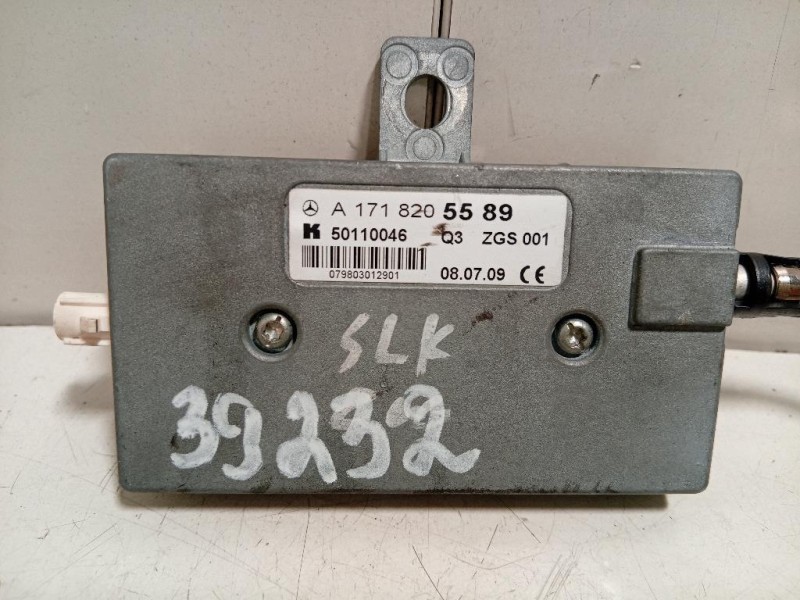 A 171 820 55 89
K 50110046 Q3 ZGS 001
079803012901 08.07.09 CE
SLK
39232